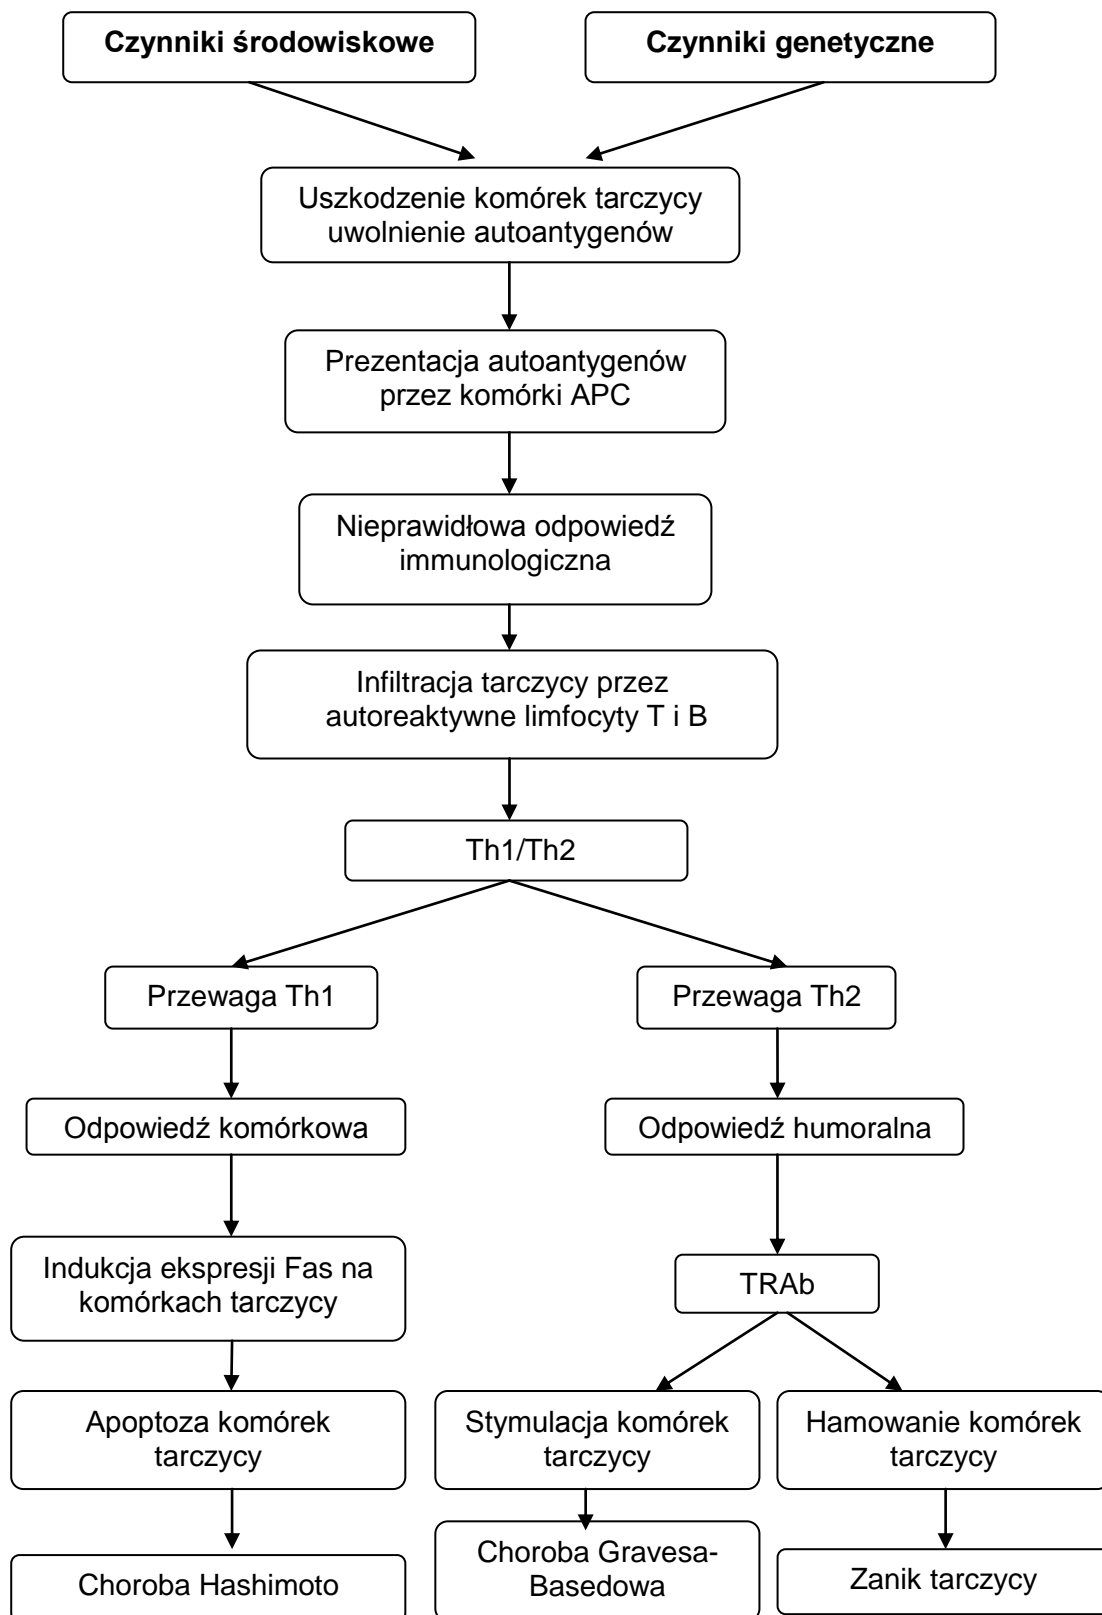 Czynniki środowiskowe
Czynniki genetyczne
Uszkodzenie komórek tarczycy
uwolnienie autoantygenów
Prezentacja autoantygenów
przez komórki APC
Nieprawidłowa odpowiedź
immunologiczna
Infiltracja tarczycy przez
autoreaktywne limfocyty T i B
Th1/Th2
Przewaga Th1
Przewaga Th2
Odpowiedź komórkowa
Odpowiedź humoralna
Indukcja ekspresji Fas na
komórkach tarczycy
TRAb
Apoptoza komórek
tarczycy
Stymulacja komórek
tarczycy
Hamowanie komórek
tarczycy
Choroba Hashimoto
Choroba Gravesa-
Basedowa
Zanik tarczycy